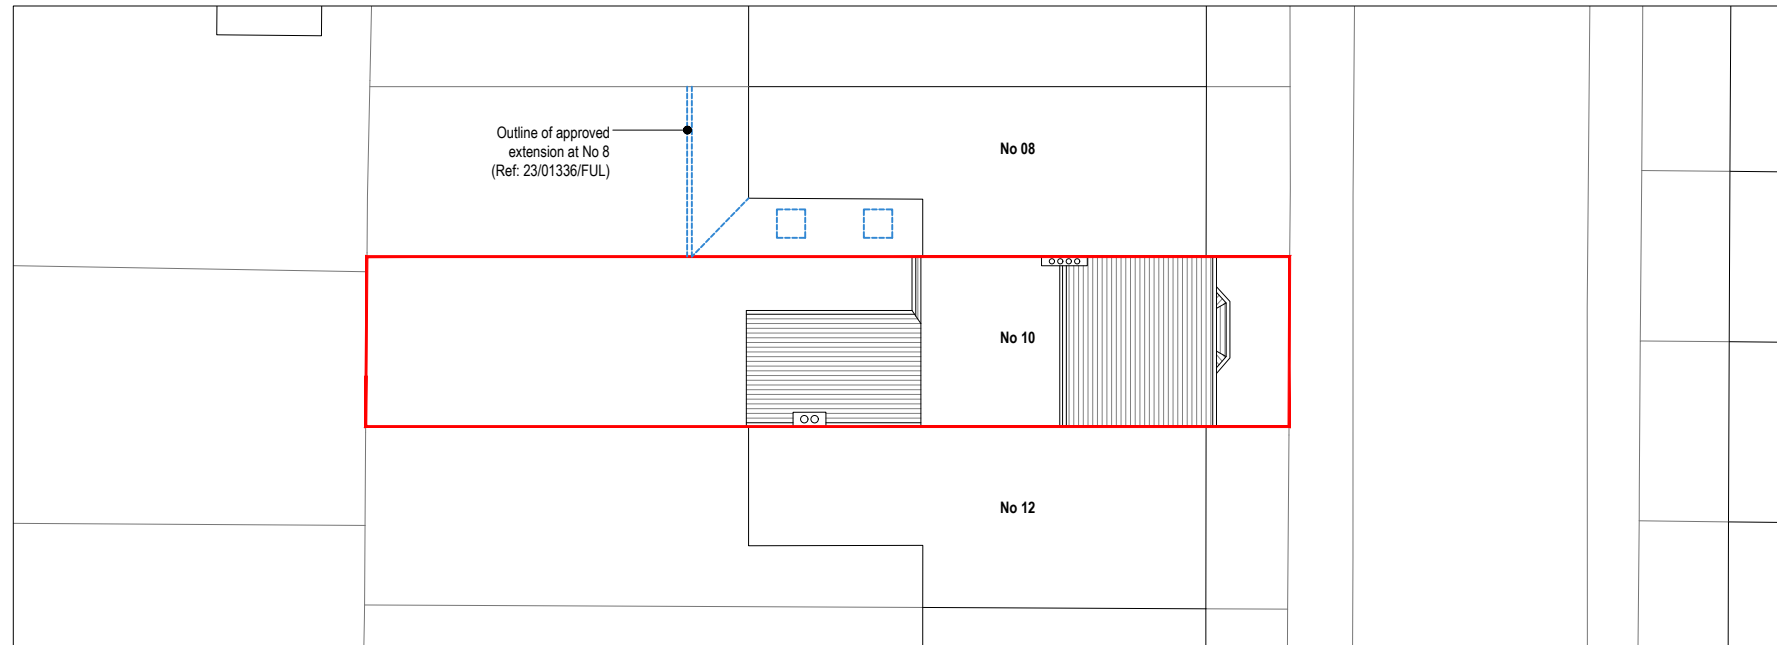 Outline of approved
extension at No 8
(Ref: 23/01336/FUL)
No 08
No 10
No 12